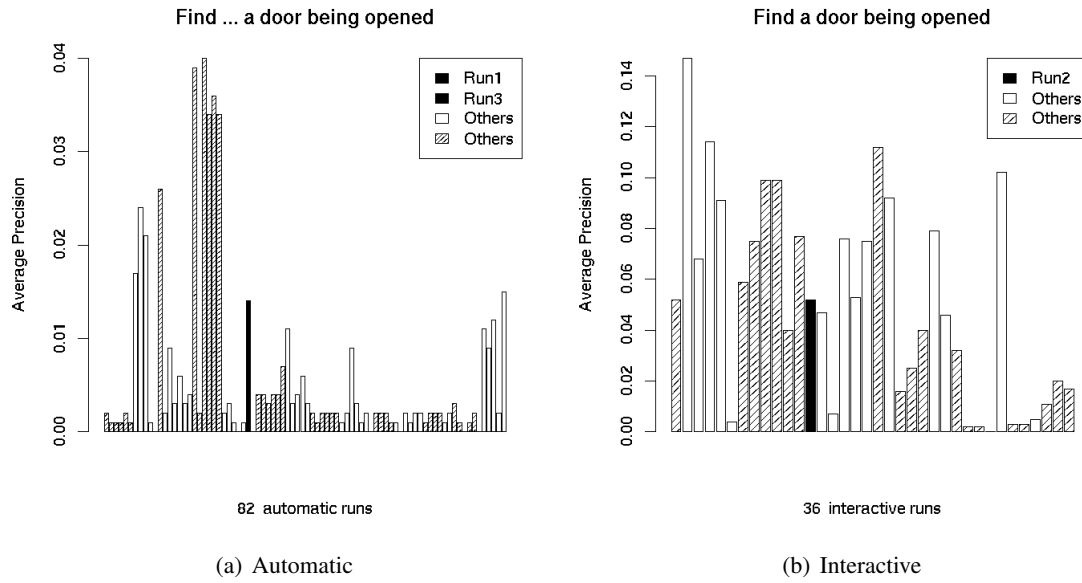 Find ... a door being opened
Average Precision
0.04
0.03
0.02
0.01
0.00
Run1
Run3
Others
Others
82 automatic runs
(a) Automatic
Find a door being opened
Average Precision
0.14
0.12
0.10
0.08
0.06
0.04
0.02
0.00
Run2
Others
Others
36 interactive runs
(b) Interactive